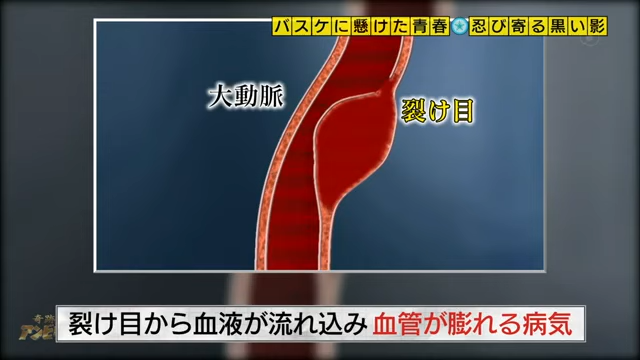 バスケに懸けた青春 忍び寄る黒い影
大動脈
裂け目
裂け目から血液が流れ込み 血管が膨れる病気